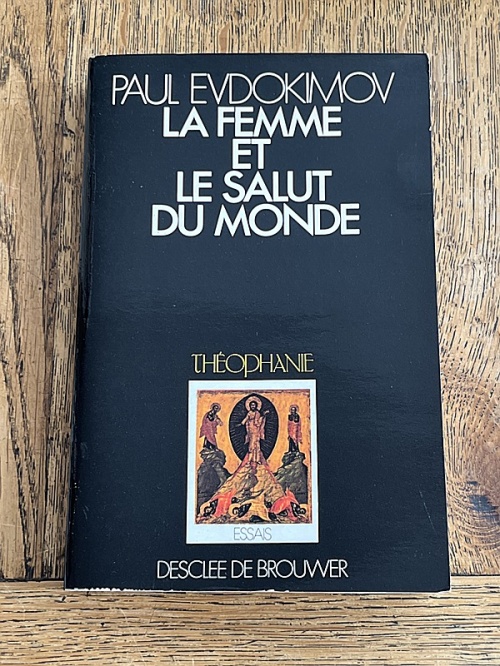 PAUL EVDOKIMOV
LA FEMME
ET
LE SALUT
DU MONDE
THÉOPHANIE
ESSAIS
DESCLEE DE BROUWER